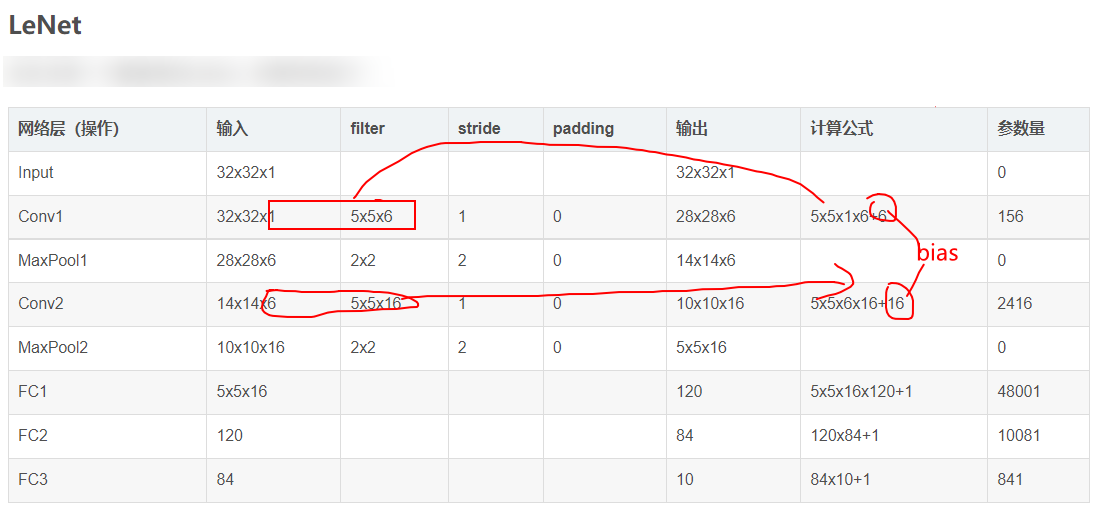 LeNet
网络层（操作) 输入 filter stride padding 输出 计算公式 参数量
Input 32x32x1 32x32x1 0
Conv1 32x32x1 5x5x6 1 0 28x28x6 5x5x1x6+6 156
bias
MaxPool1 28x28x6 2x2 2 0 14x14x6 0
Conv2 14x14x6 5x5x16 1 0 10x10x16 5x5x6x16+16 2416
MaxPool2 10x10x16 2x2 2 0 5x5x16 0
FC1 5x5x16 120 5x5x16x120+1 48001
FC2 120 84 120x84+1 10081
FC3 84 10 84x10+1 841